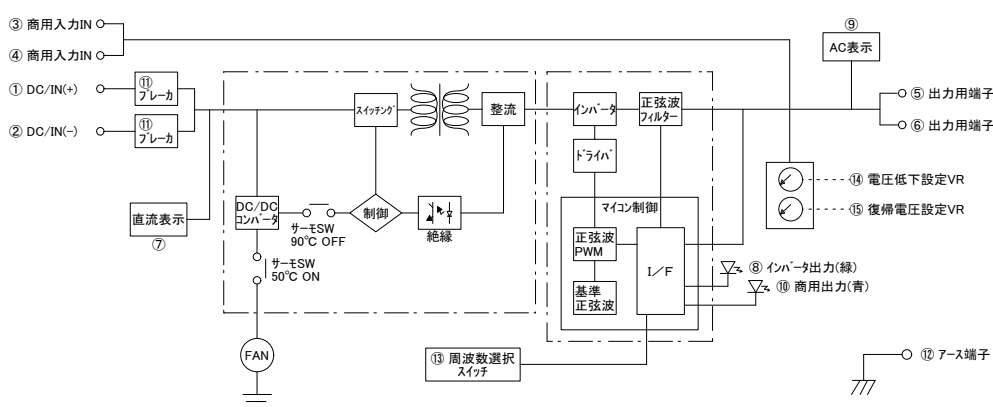 ③ 商用入力IN
④ 商用入力IN
① DC/IN(+)
② DC/IN(-)
⑪
ブレーカ
⑪
ブレーカ
直流表示
⑦
スイッチング
整流
DC/DC
コンバータ
サーモSW
90℃ OFF
制御
絶縁
サーモSW
50℃ ON
FAN
インバータ
正弦波
フィルター
ドライバ
マイコン制御
正弦波
PWM
I/F
基準
正弦波
⑬ 周波数選択
スイッチ
⑨
AC表示
⑤ 出力用端子
⑥ 出力用端子
⑭ 電圧低下設定VR
⑮ 復帰電圧設定VR
⑧ インバータ出力(緑)
⑩ 商用出力(青)
⑫ アース端子